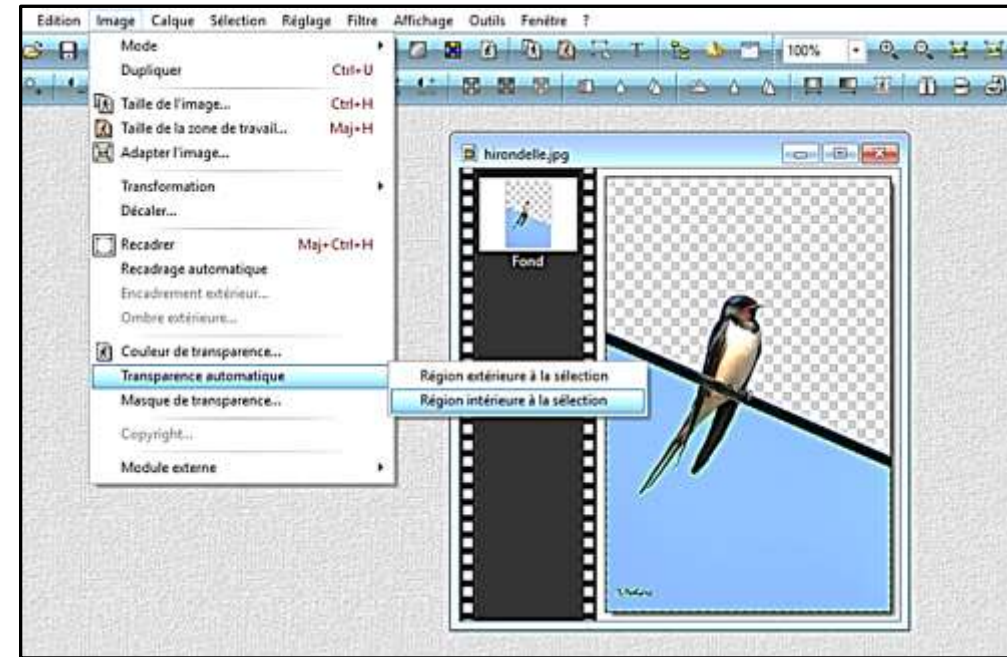 Edition Image Calque Sélection Réglage Filtre Affichage Outils Fenêtre ?
100%
Mode
Dupliquer Ctrl+U
Taille de l'image... Ctrl+H
Taille de la zone de travail... Maj+H
Adapter l'image...
Transformation
Décaler...
Recadrer Maj+Ctrl+H
Recadrage automatique
Encadrement extérieur...
Ombre extérieure...
Couleur de transparence...
Transparence automatique
Masque de transparence...
Copyright...
Module externe
Région extérieure à la sélection
Région intérieure à la sélection
hirondelle.jpg
Fond